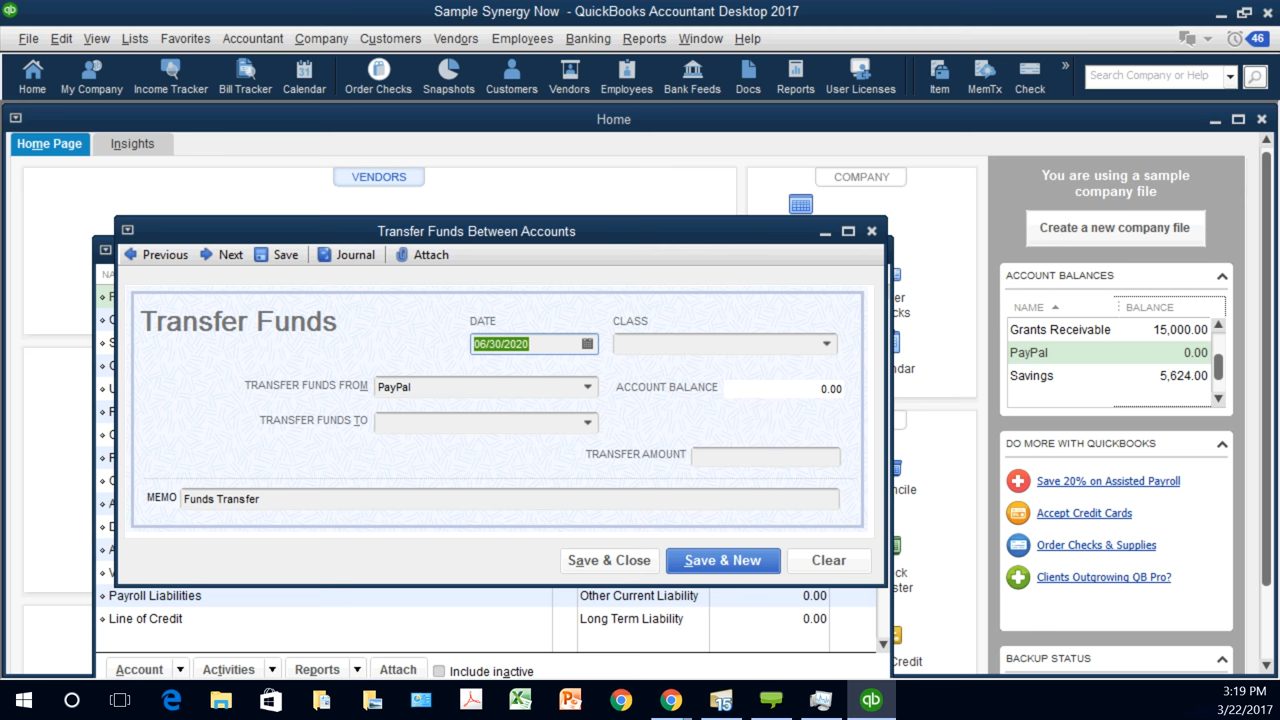 Sample Synergy Now - QuickBooks Accountant Desktop 2017
File Edit View Lists Favorites Accountant Company Customers Vendors Employees Banking Reports Window Help
46
Home My Company Income Tracker Bill Tracker Calendar Order Checks Snapshots Customers Vendors Employees Bank Feeds Docs Reports User Licenses Item MemTx Check
Search Company or Help
Home
Home Page Insights
VENDORS
COMPANY
You are using a sample
company file
Create a new company file
Transfer Funds Between Accounts
Previous Next Save Journal Attach
Transfer Funds
DATE
CLASS
06/30/2020
TRANSFER FUNDS FROM PayPal
ACCOUNT BALANCE 0.00
TRANSFER FUNDS TO
TRANSFER AMOUNT
MEMO Funds Transfer
Save & Close Save & New Clear
Payroll Liabilities Other Current Liability 0.00
Line of Credit Long Term Liability 0.00
Account Activities Reports Attach Include inactive
ACCOUNT BALANCES
NAME BALANCE
Grants Receivable 15,000.00
PayPal 0.00
Savings 5,624.00
DO MORE WITH QUICKBOOKS
Save 20% on Assisted Payroll
Accept Credit Cards
Order Checks & Supplies
Clients Outgrowing QB Pro?
BACKUP STATUS
15
qb
3:19 PM
3/22/2017